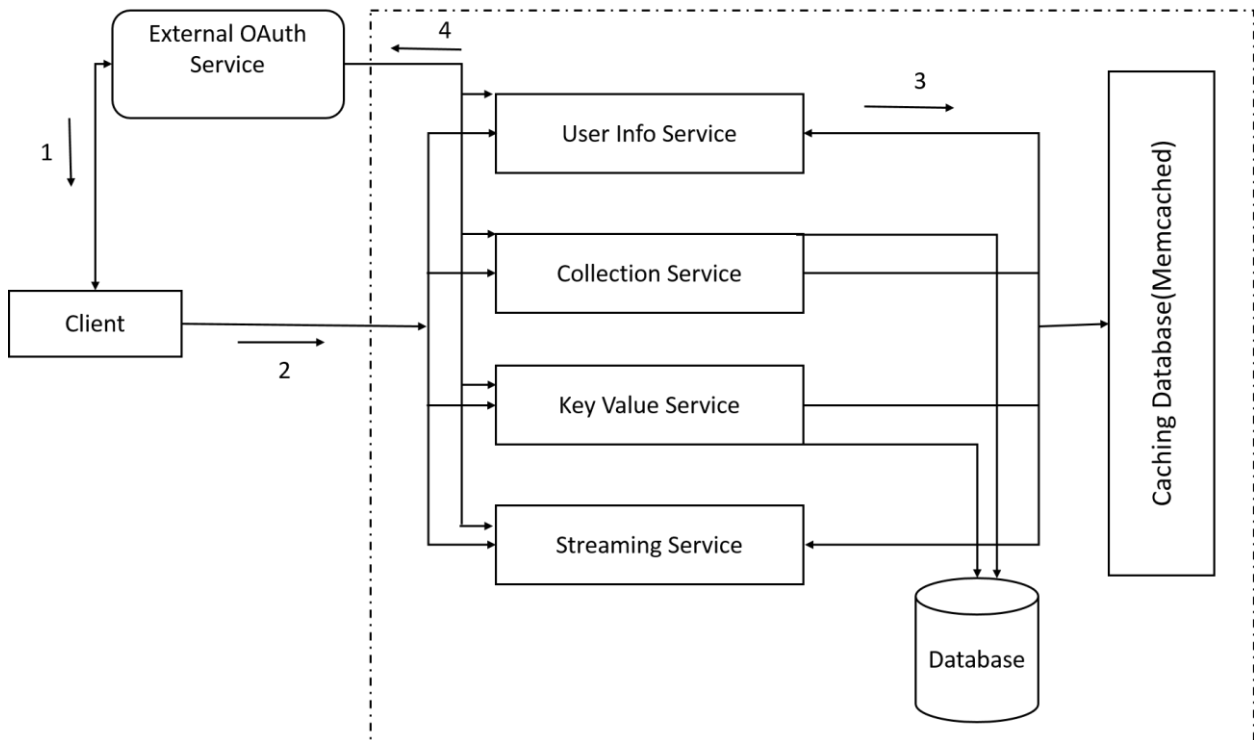 External OAuth
Service
4
3
1
User Info Service
Collection Service
Client
2
Key Value Service
Streaming Service
Database
Caching Database(Memcached)